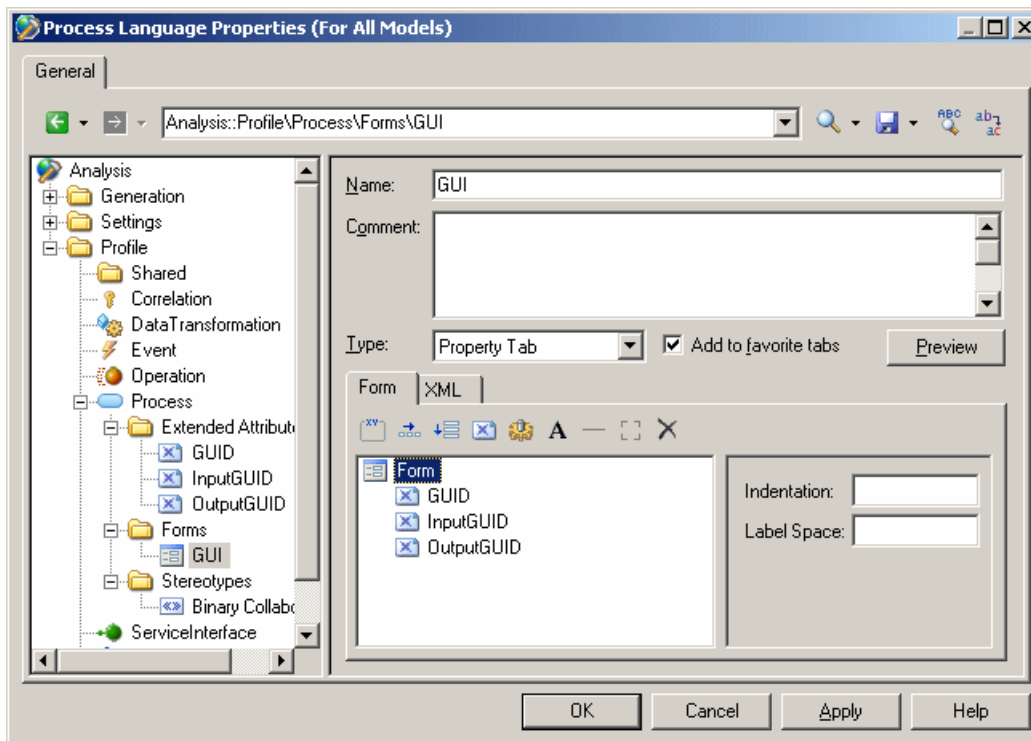 Process Language Properties (For All Models)
General
Analysis::Profile\Process\Forms\GUI
ABC
ab
ac
Analysis
Generation
Settings
Profile
Shared
Correlation
DataTransformation
Event
Operation
Process
Extended Attribut
GUID
InputGUID
OutputGUID
Forms
GUI
Stereotypes
Binary Collabo
ServiceInterface
Name: GUI
Comment:
Type: Property Tab Add to favorite tabs Preview
Form XML
A
Form
GUID
InputGUID
OutputGUID
Indentation:
Label Space:
OK Cancel Apply Help